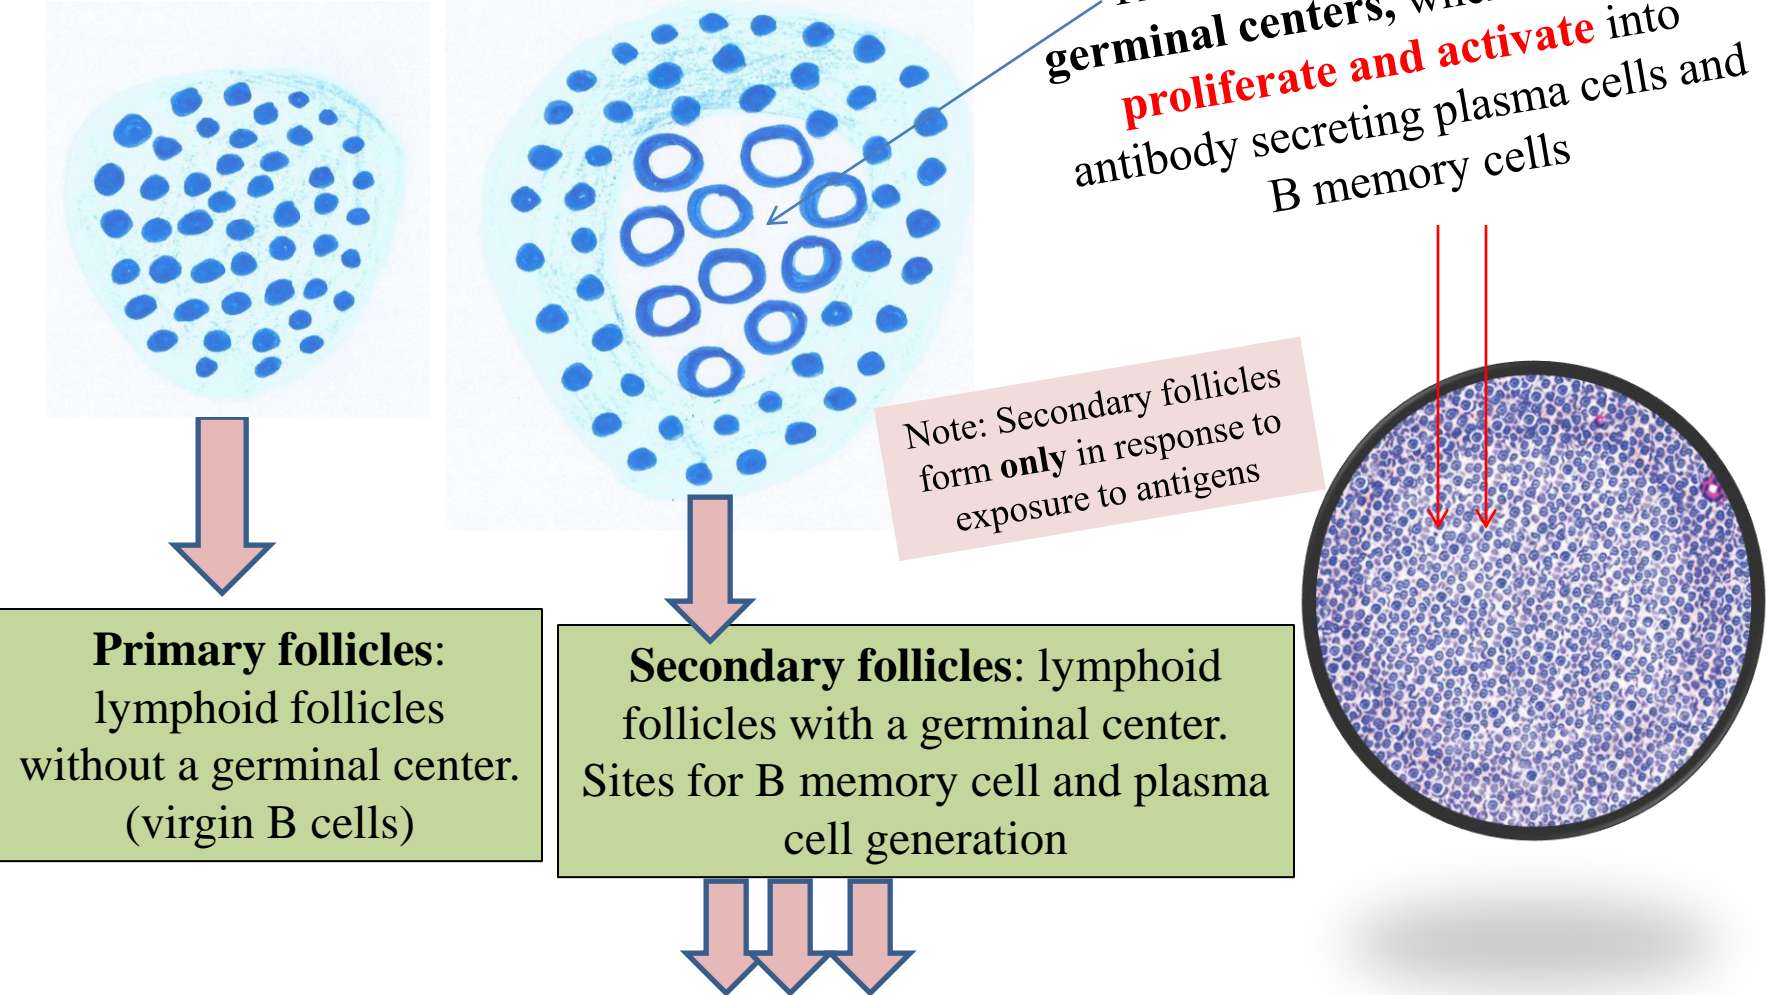 germinal centers,
proliferate and activate into
antibody secreting plasma cells and
B memory cells
Note: Secondary follicles
form only in response to
exposure to antigens
Primary follicles:
lymphoid follicles
without a germinal center.
(virgin B cells)
Secondary follicles: lymphoid
follicles with a germinal center.
Sites for B memory cell and plasma
cell generation